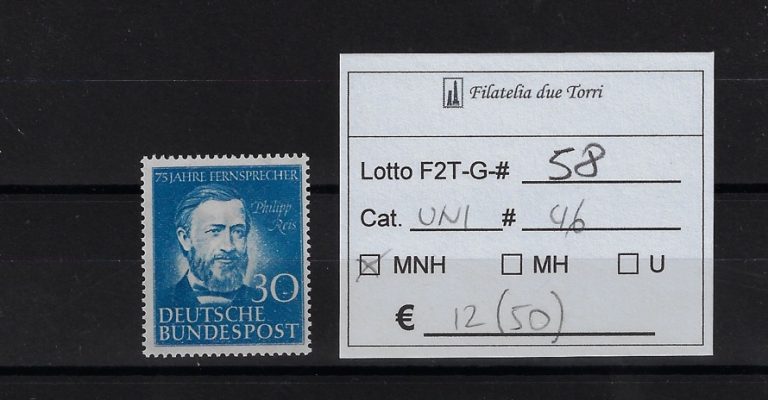 75 JAHRE FERNSPRECHER
Philipp
Reis
30
DEUTSCHE
BUNDESPOST
Filatelia due Torri
Lotto F2T-G-# 58
Cat. UNI # 46
MNH MH U
€ 12 (50)